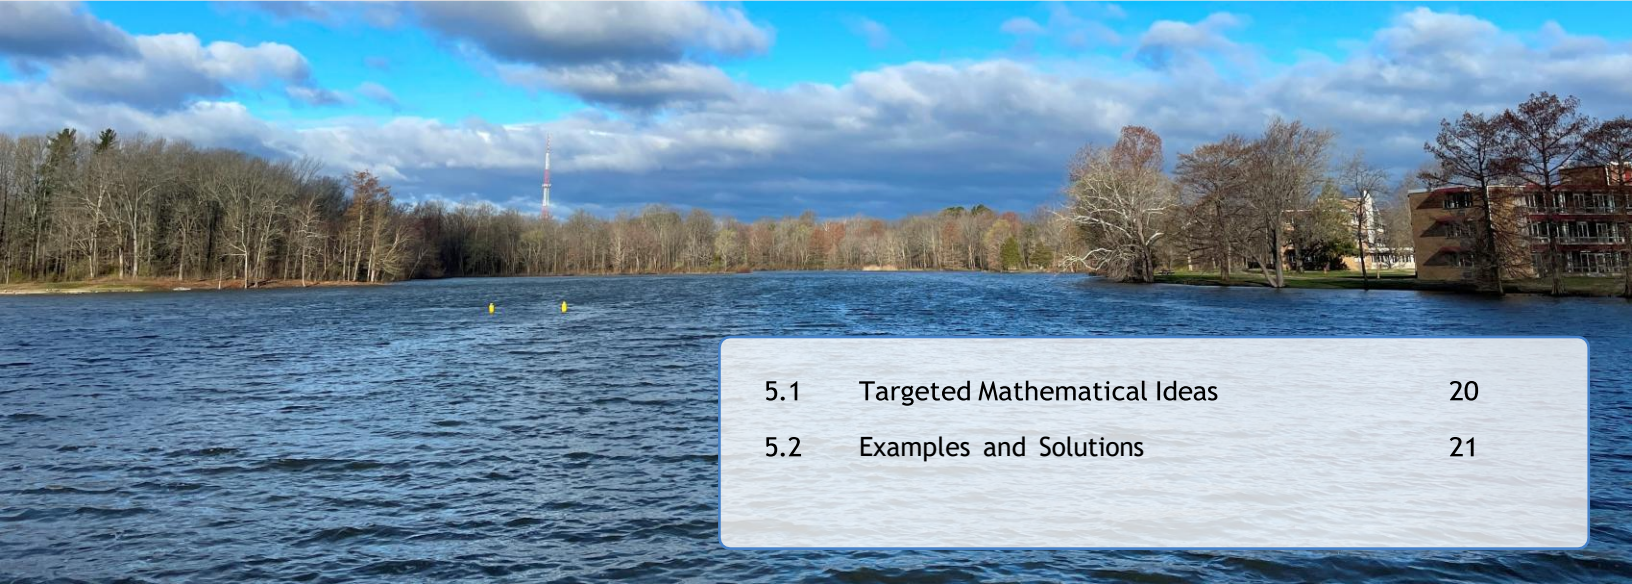 5.1 Targeted Mathematical Ideas 20
5.2 Examples and Solutions 21